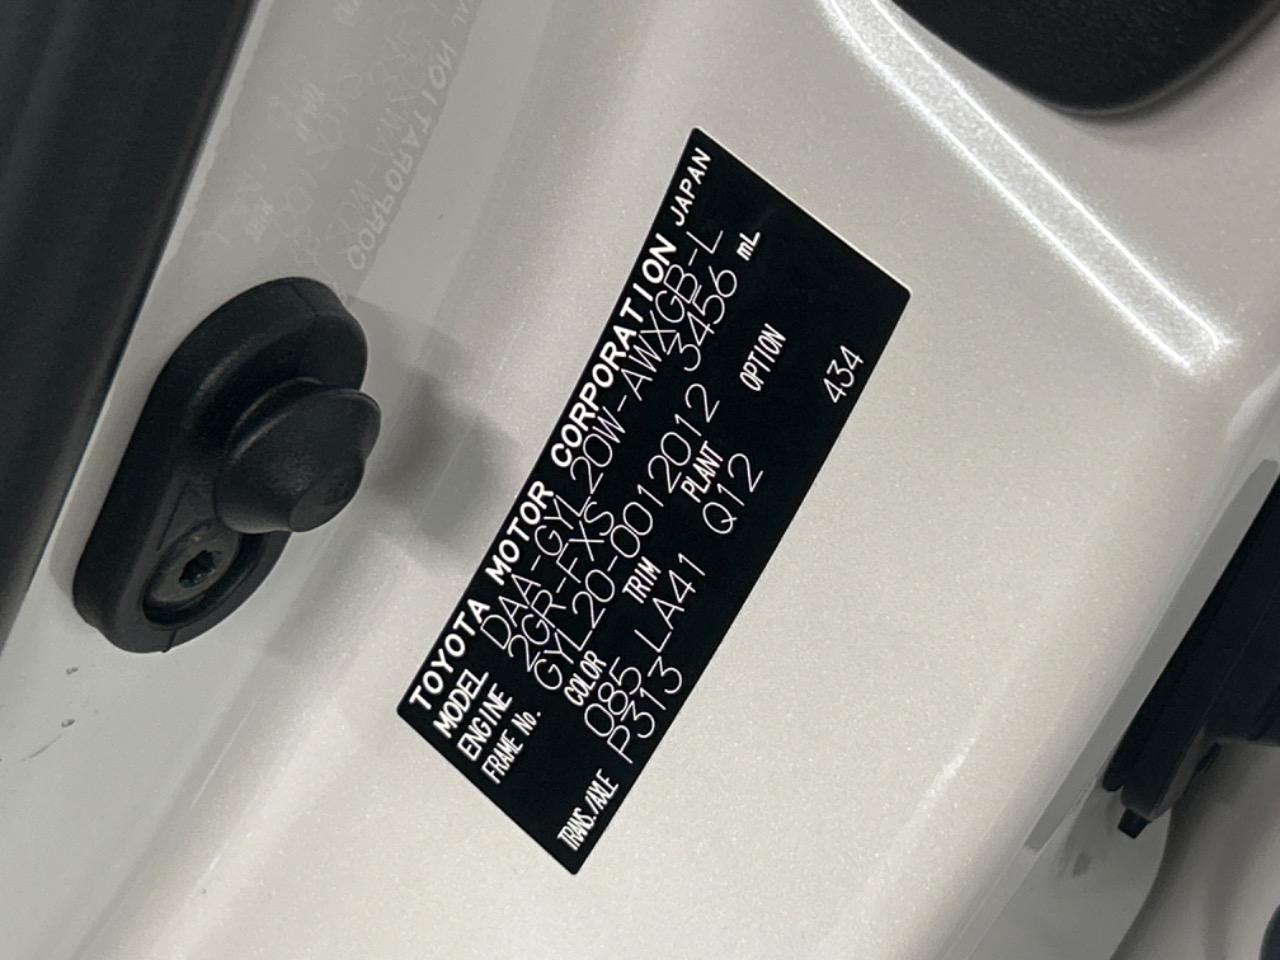 TOYOTA MOTOR CORPORATION JAPAN
MODEL DAA-GYL20W-AWXGB-L
ENGINE 2GR-FXS 3456 mL
FRAME No. GYL20-0012012
COLOR TRIM PLANT OPTION
085 LA41 Q12
TRANS./AXLE P313 434